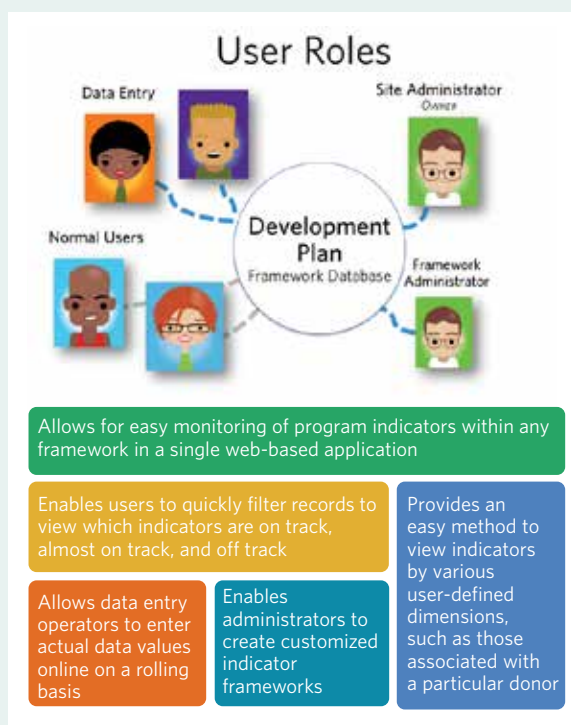 User Roles
Data Entry
Site Administrator
Owner
Normal Users
Development
Plan
Framework Database
Framework
Administrator
Allows for easy monitoring of program indicators within any
framework in a single web-based application
Enables users to quickly filter records to
view which indicators are on track,
almost on track, and off track
Provides an
easy method to
view indicators
by various
user-defined
dimensions,
such as those
associated with
a particular donor
Allows data entry
operators to enter
actual data values
online on a rolling
basis
Enables
administrators to
create customized
indicator
frameworks